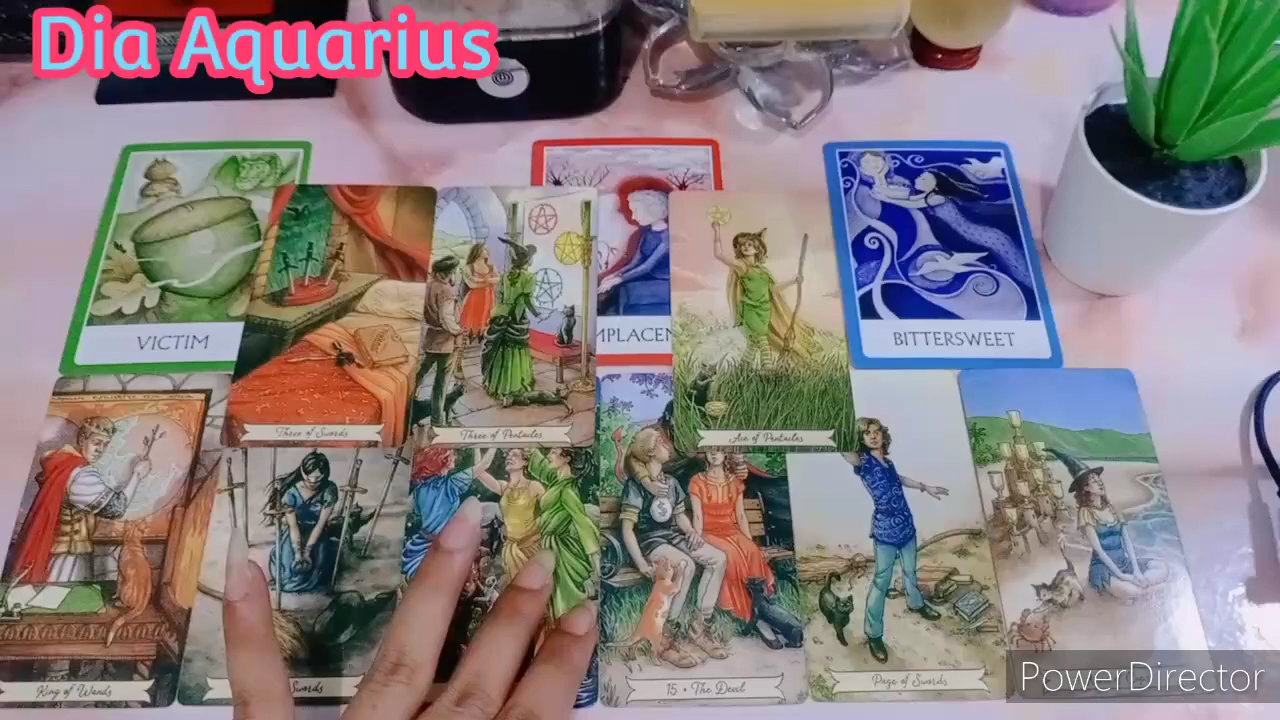 Dia Aquarius
VICTIM
MPLACEN
BITTERSWEET
Three of Swords
Three of Pentacles
Ace of Pentacles
King of Wands
Swords
15 • The Devil
Page of Swords
PowerDirector